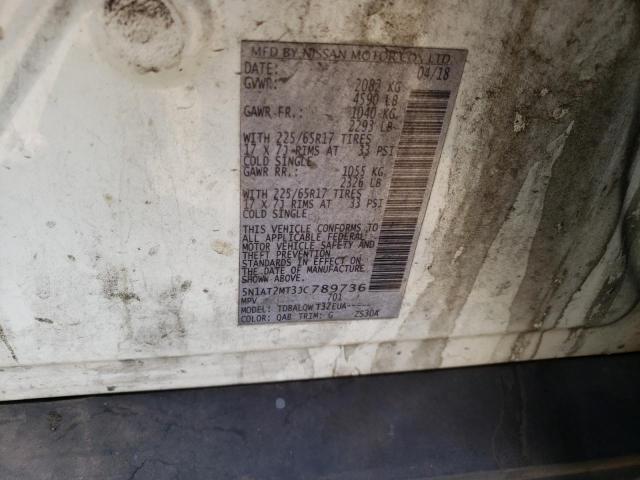 MFD BY NISSAN MOTOR CO., LTD.
DATE: 04/18
GVWR: 2083 KG
4590 LB
GAWR FR.: 1040 KG
2293 LB
WITH 225/65R17 TIRES
17 X 7J RIMS AT 33 PSI
COLD SINGLE
GAWR RR.: 1055 KG
2326 LB
WITH 225/65R17 TIRES
17 X 7J RIMS AT 33 PSI
COLD SINGLE
THIS VEHICLE CONFORMS TO
ALL APPLICABLE FEDERAL
MOTOR VEHICLE SAFETY AND
THEFT PREVENTION
STANDARDS IN EFFECT ON
THE DATE OF MANUFACTURE
SHOWN ABOVE.
5N1AT2MT3JC789736
MPV 701
MODEL: TDBALQWT32EUA-----
COLOR: QAB TRIM: G ZS30A